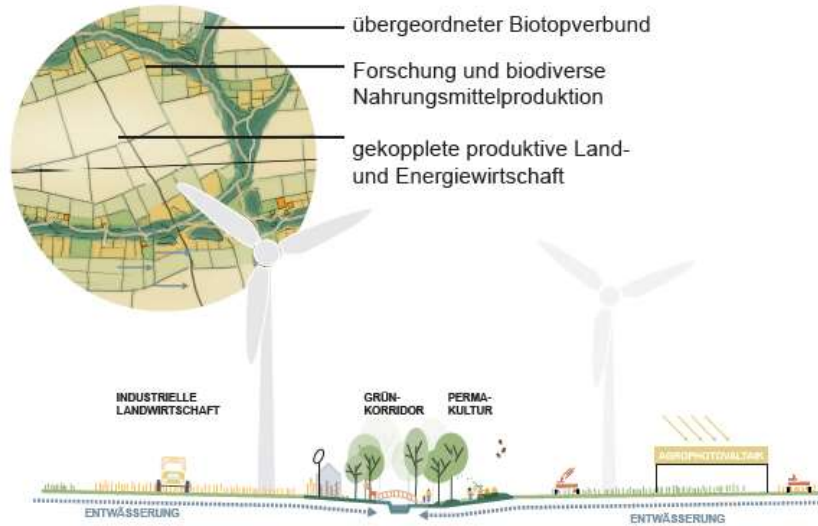 übergeordneter Biotopverbund
Forschung und biodiverse
Nahrungsmittelproduktion
gekopplete produktive Land-
und Energiewirtschaft
INDUSTRIELLE
LANDWIRTSCHAFT
GRÜN-
KORRIDOR
PERMA-
KULTUR
AGROPHOTOVALTAIK
ENTWÄSSERUNG
ENTWÄSSERUNG